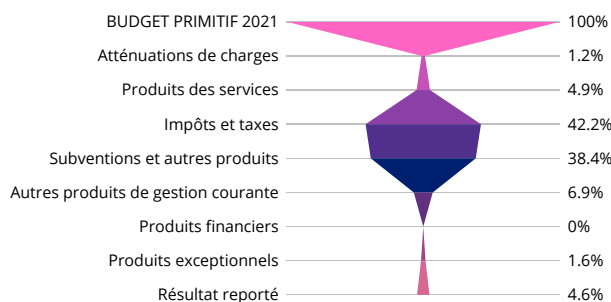 BUDGET PRIMITIF 2021 100%
Atténuations de charges 1.2%
Produits des services 4.9%
Impôts et taxes 42.2%
Subventions et autres produits 38.4%
Autres produits de gestion courante 6.9%
Produits financiers 0%
Produits exceptionnels 1.6%
Résultat reporté 4.6%